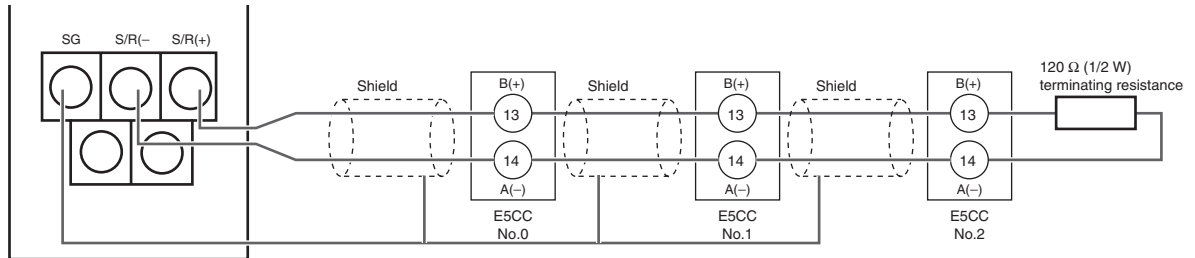 SG S/R(− S/R(+)
Shield
B(+)
13
14
A(−)
E5CC
No.0
Shield
B(+)
13
14
A(−)
E5CC
No.1
Shield
B(+)
13
14
A(−)
E5CC
No.2
120 Ω (1/2 W)
terminating resistance